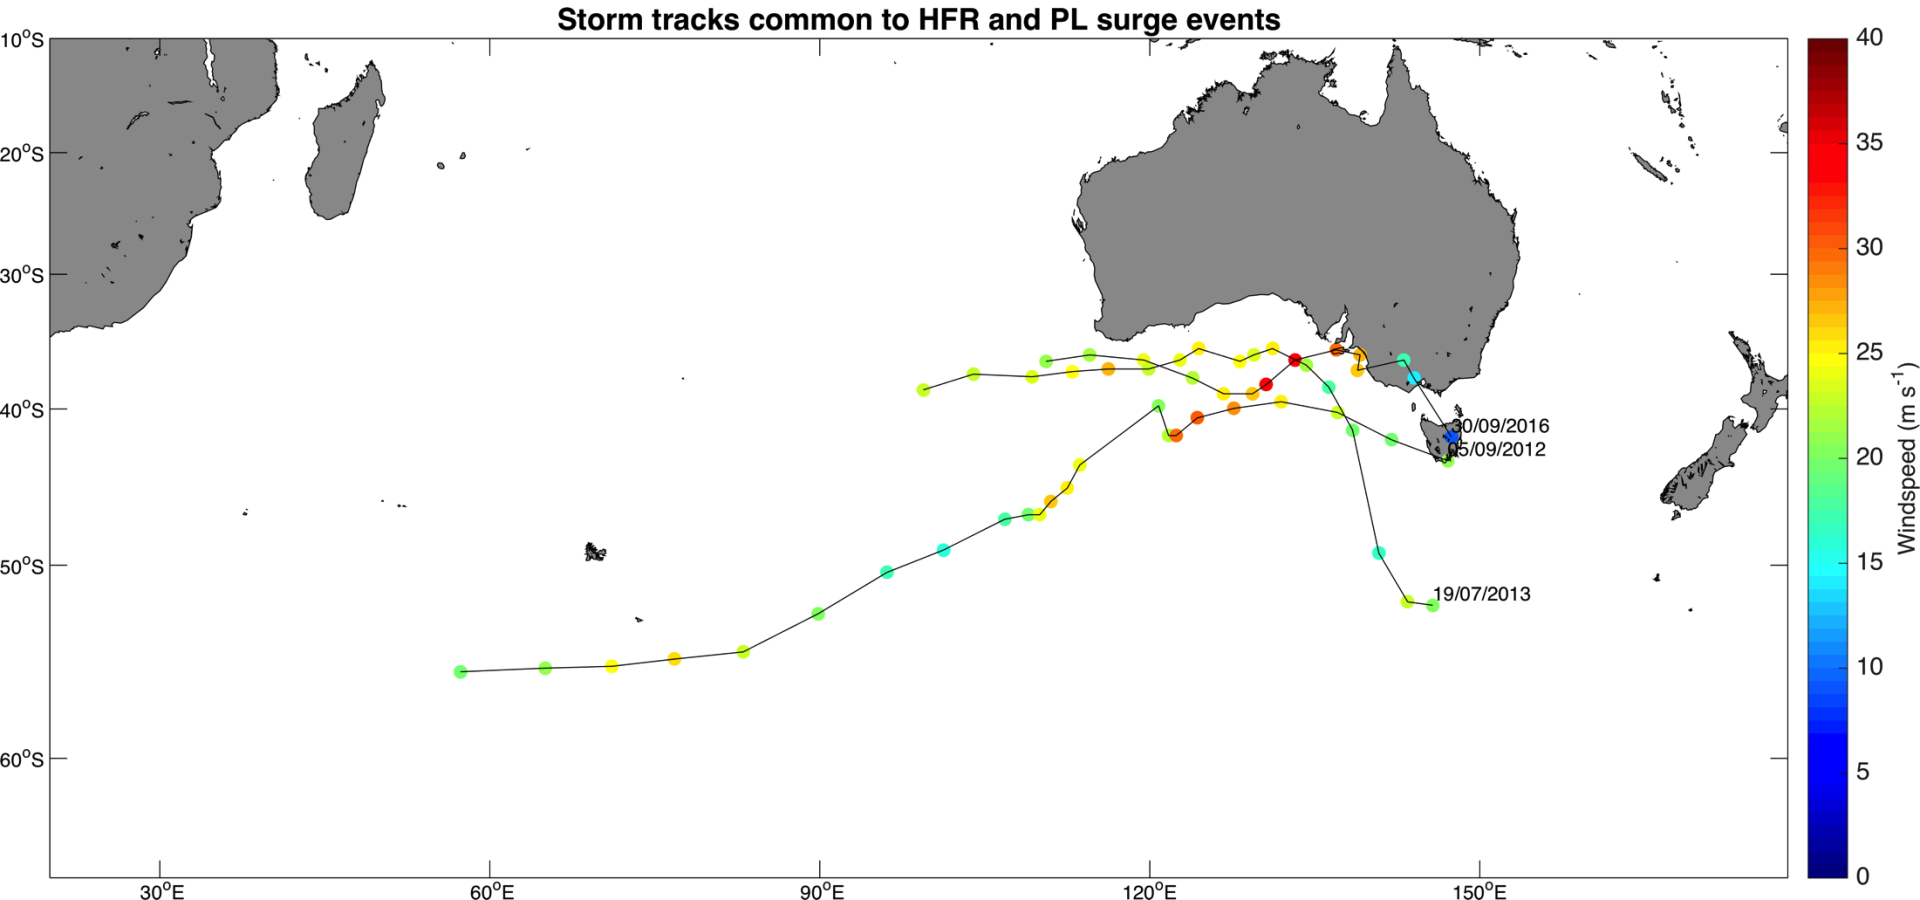 Storm tracks common to HFR and PL surge events
10°S
20°S
30°S
40°S
50°S
60°S
30°E
60°E
90°E
120°E
150°E
30/09/2016
05/09/2012
19/07/2013
40
35
30
25
20
15
10
5
0
Windspeed (m s⁻¹)